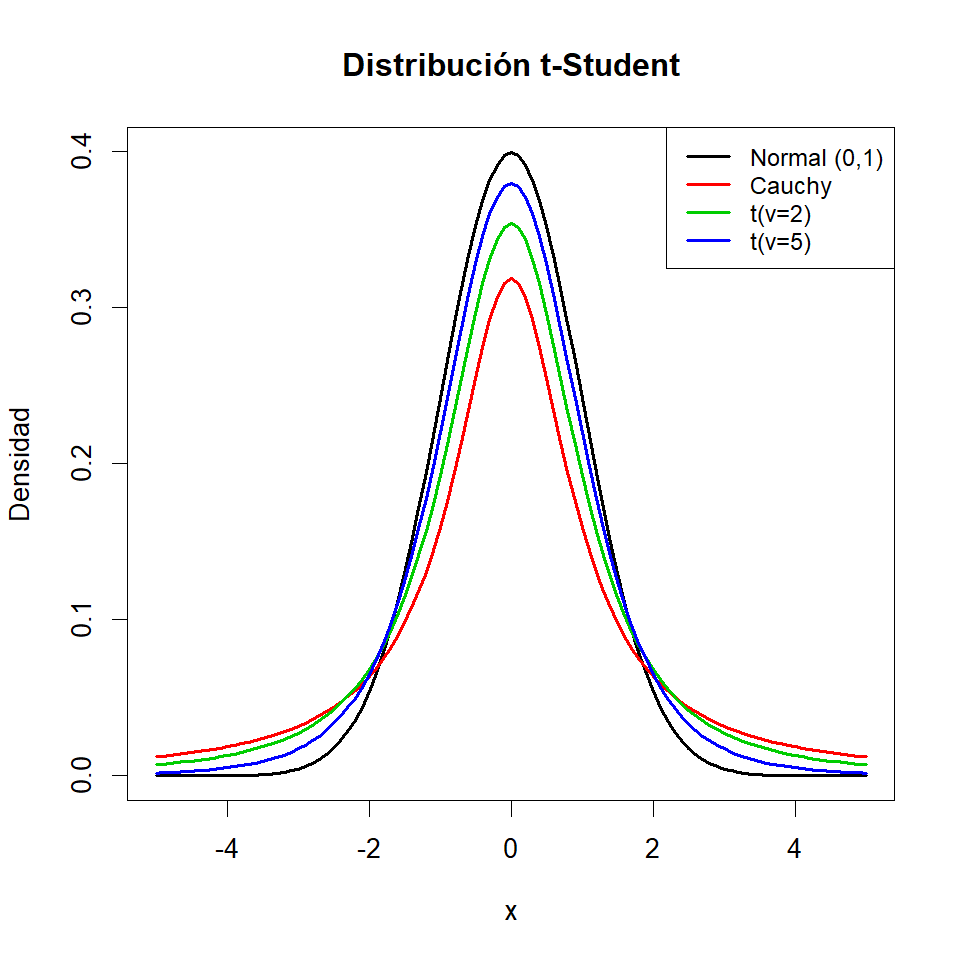 Distribución t-Student
Normal (0,1)
Cauchy
t(v=2)
t(v=5)
Densidad
0.4
0.3
0.2
0.1
0.0
-4
-2
0
2
4
x